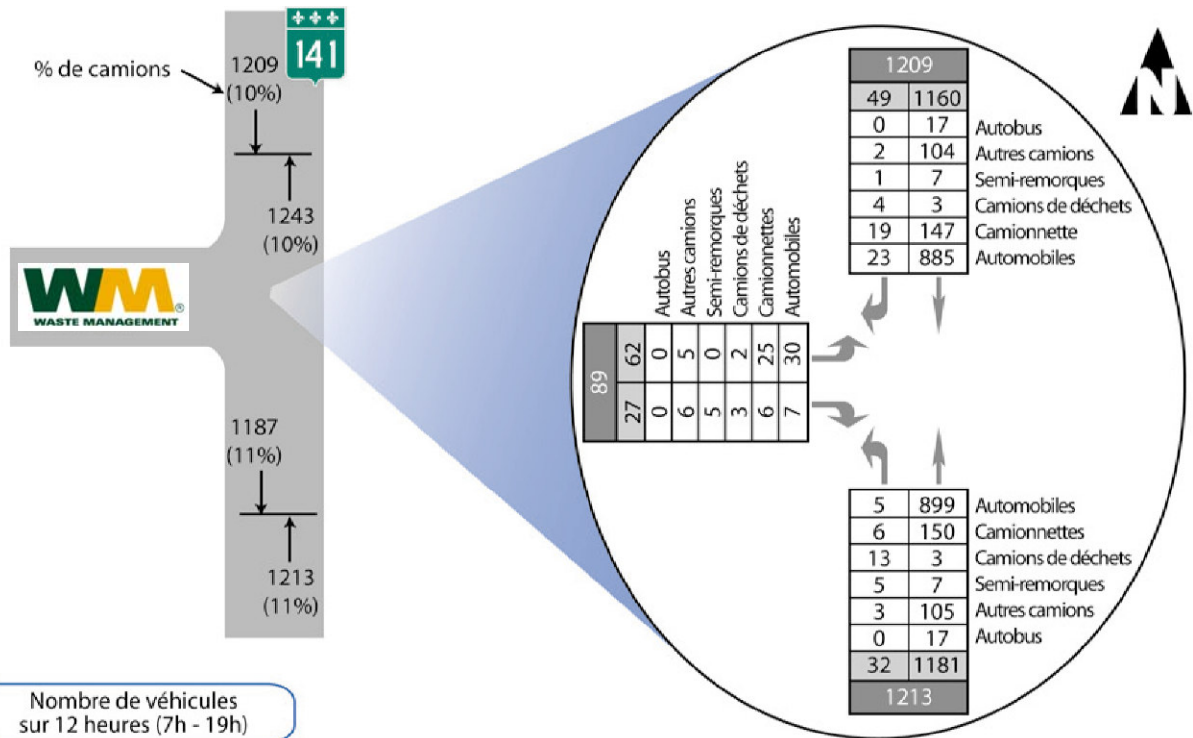 141
% de camions
1209
(10%)
1243
(10%)
WM®
WASTE MANAGEMENT
1187
(11%)
1213
(11%)
Nombre de véhicules
sur 12 heures (7h - 19h)
N
1209
49 1160
0 17 Autobus
2 104 Autres camions
1 7 Semi-remorques
4 3 Camions de déchets
19 147 Camionnette
23 885 Automobiles
Autobus
Autres camions
Semi-remorques
Camions de déchets
Camionnettes
Automobiles
89
62 0 5 0 2 25 30
27 0 6 5 3 6 7
5 899 Automobiles
6 150 Camionnettes
13 3 Camions de déchets
5 7 Semi-remorques
3 105 Autres camions
0 17 Autobus
32 1181
1213